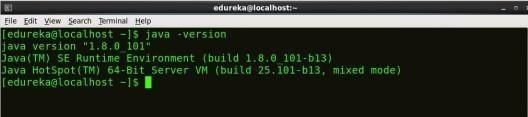 edureka@localhost:~
File Edit View Search Terminal Help
[edureka@localhost ~]$ java -version
java version "1.8.0_101"
Java(TM) SE Runtime Environment (build 1.8.0_101-b13)
Java HotSpot(TM) 64-Bit Server VM (build 25.101-b13, mixed mode)
[edureka@localhost ~]$